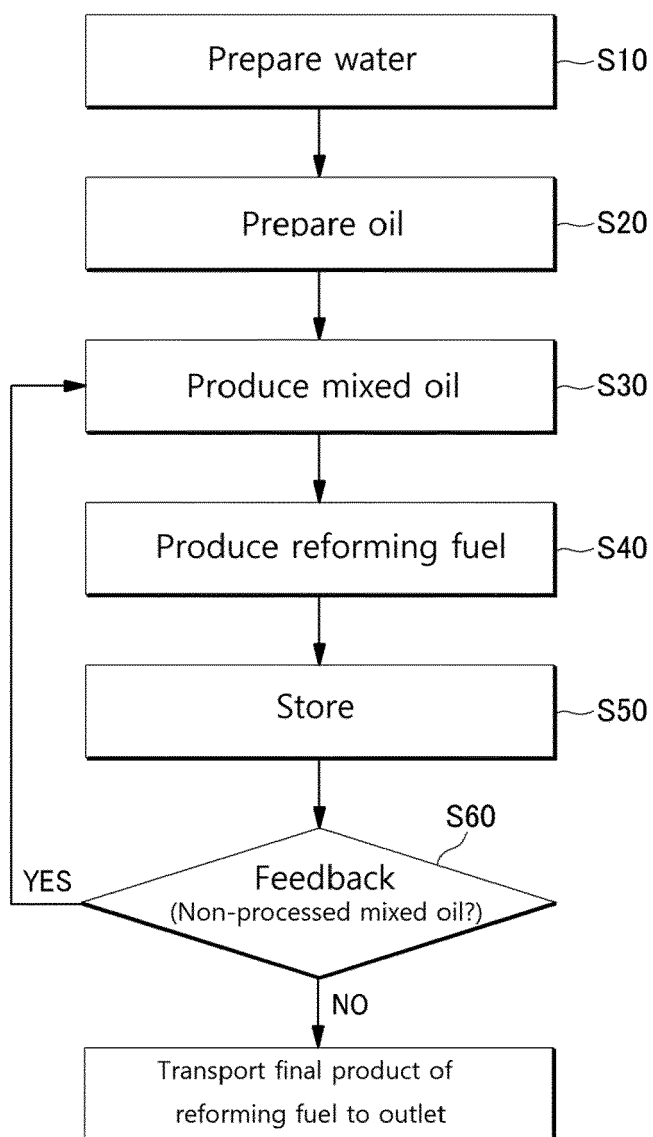 Prepare water
S10
Prepare oil
S20
Produce mixed oil
S30
Produce reforming fuel
S40
Store
S50
S60
Feedback
(Non-processed mixed oil?)
YES
NO
Transport final product of
reforming fuel to outlet